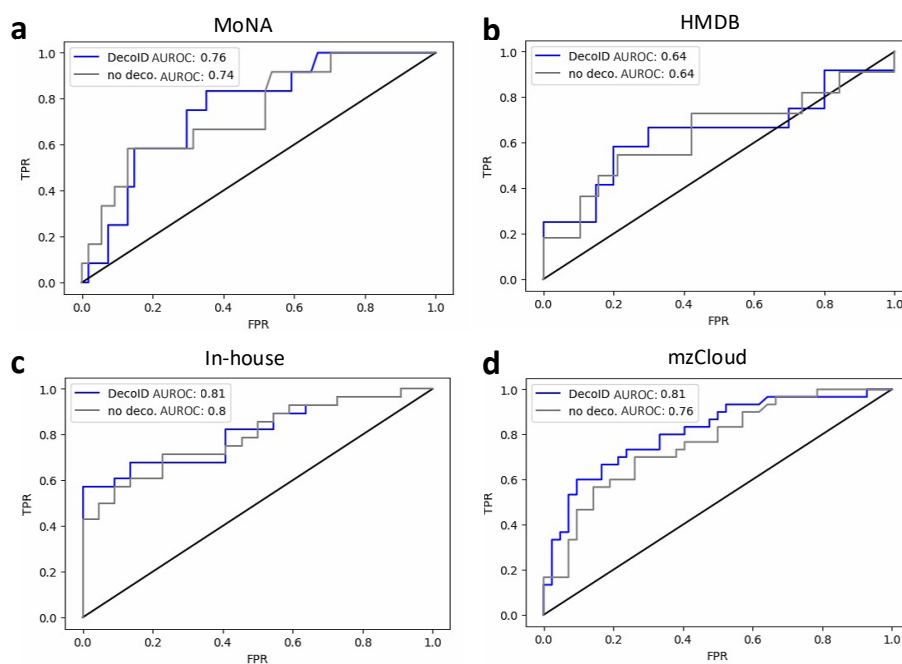 a
MoNA
DecoID AUROC: 0.76
no deco. AUROC: 0.74
1.0
0.8
0.6
0.4
0.2
0.0
TPR
0.0 0.2 0.4 0.6 0.8 1.0
FPR
b
HMDB
DecoID AUROC: 0.64
no deco. AUROC: 0.64
1.0
0.8
0.6
0.4
0.2
0.0
TPR
0.0 0.2 0.4 0.6 0.8 1.0
FPR
c
In-house
DecoID AUROC: 0.81
no deco. AUROC: 0.8
1.0
0.8
0.6
0.4
0.2
0.0
TPR
0.0 0.2 0.4 0.6 0.8 1.0
FPR
d
mzCloud
DecoID AUROC: 0.81
no deco. AUROC: 0.76
1.0
0.8
0.6
0.4
0.2
0.0
TPR
0.0 0.2 0.4 0.6 0.8 1.0
FPR